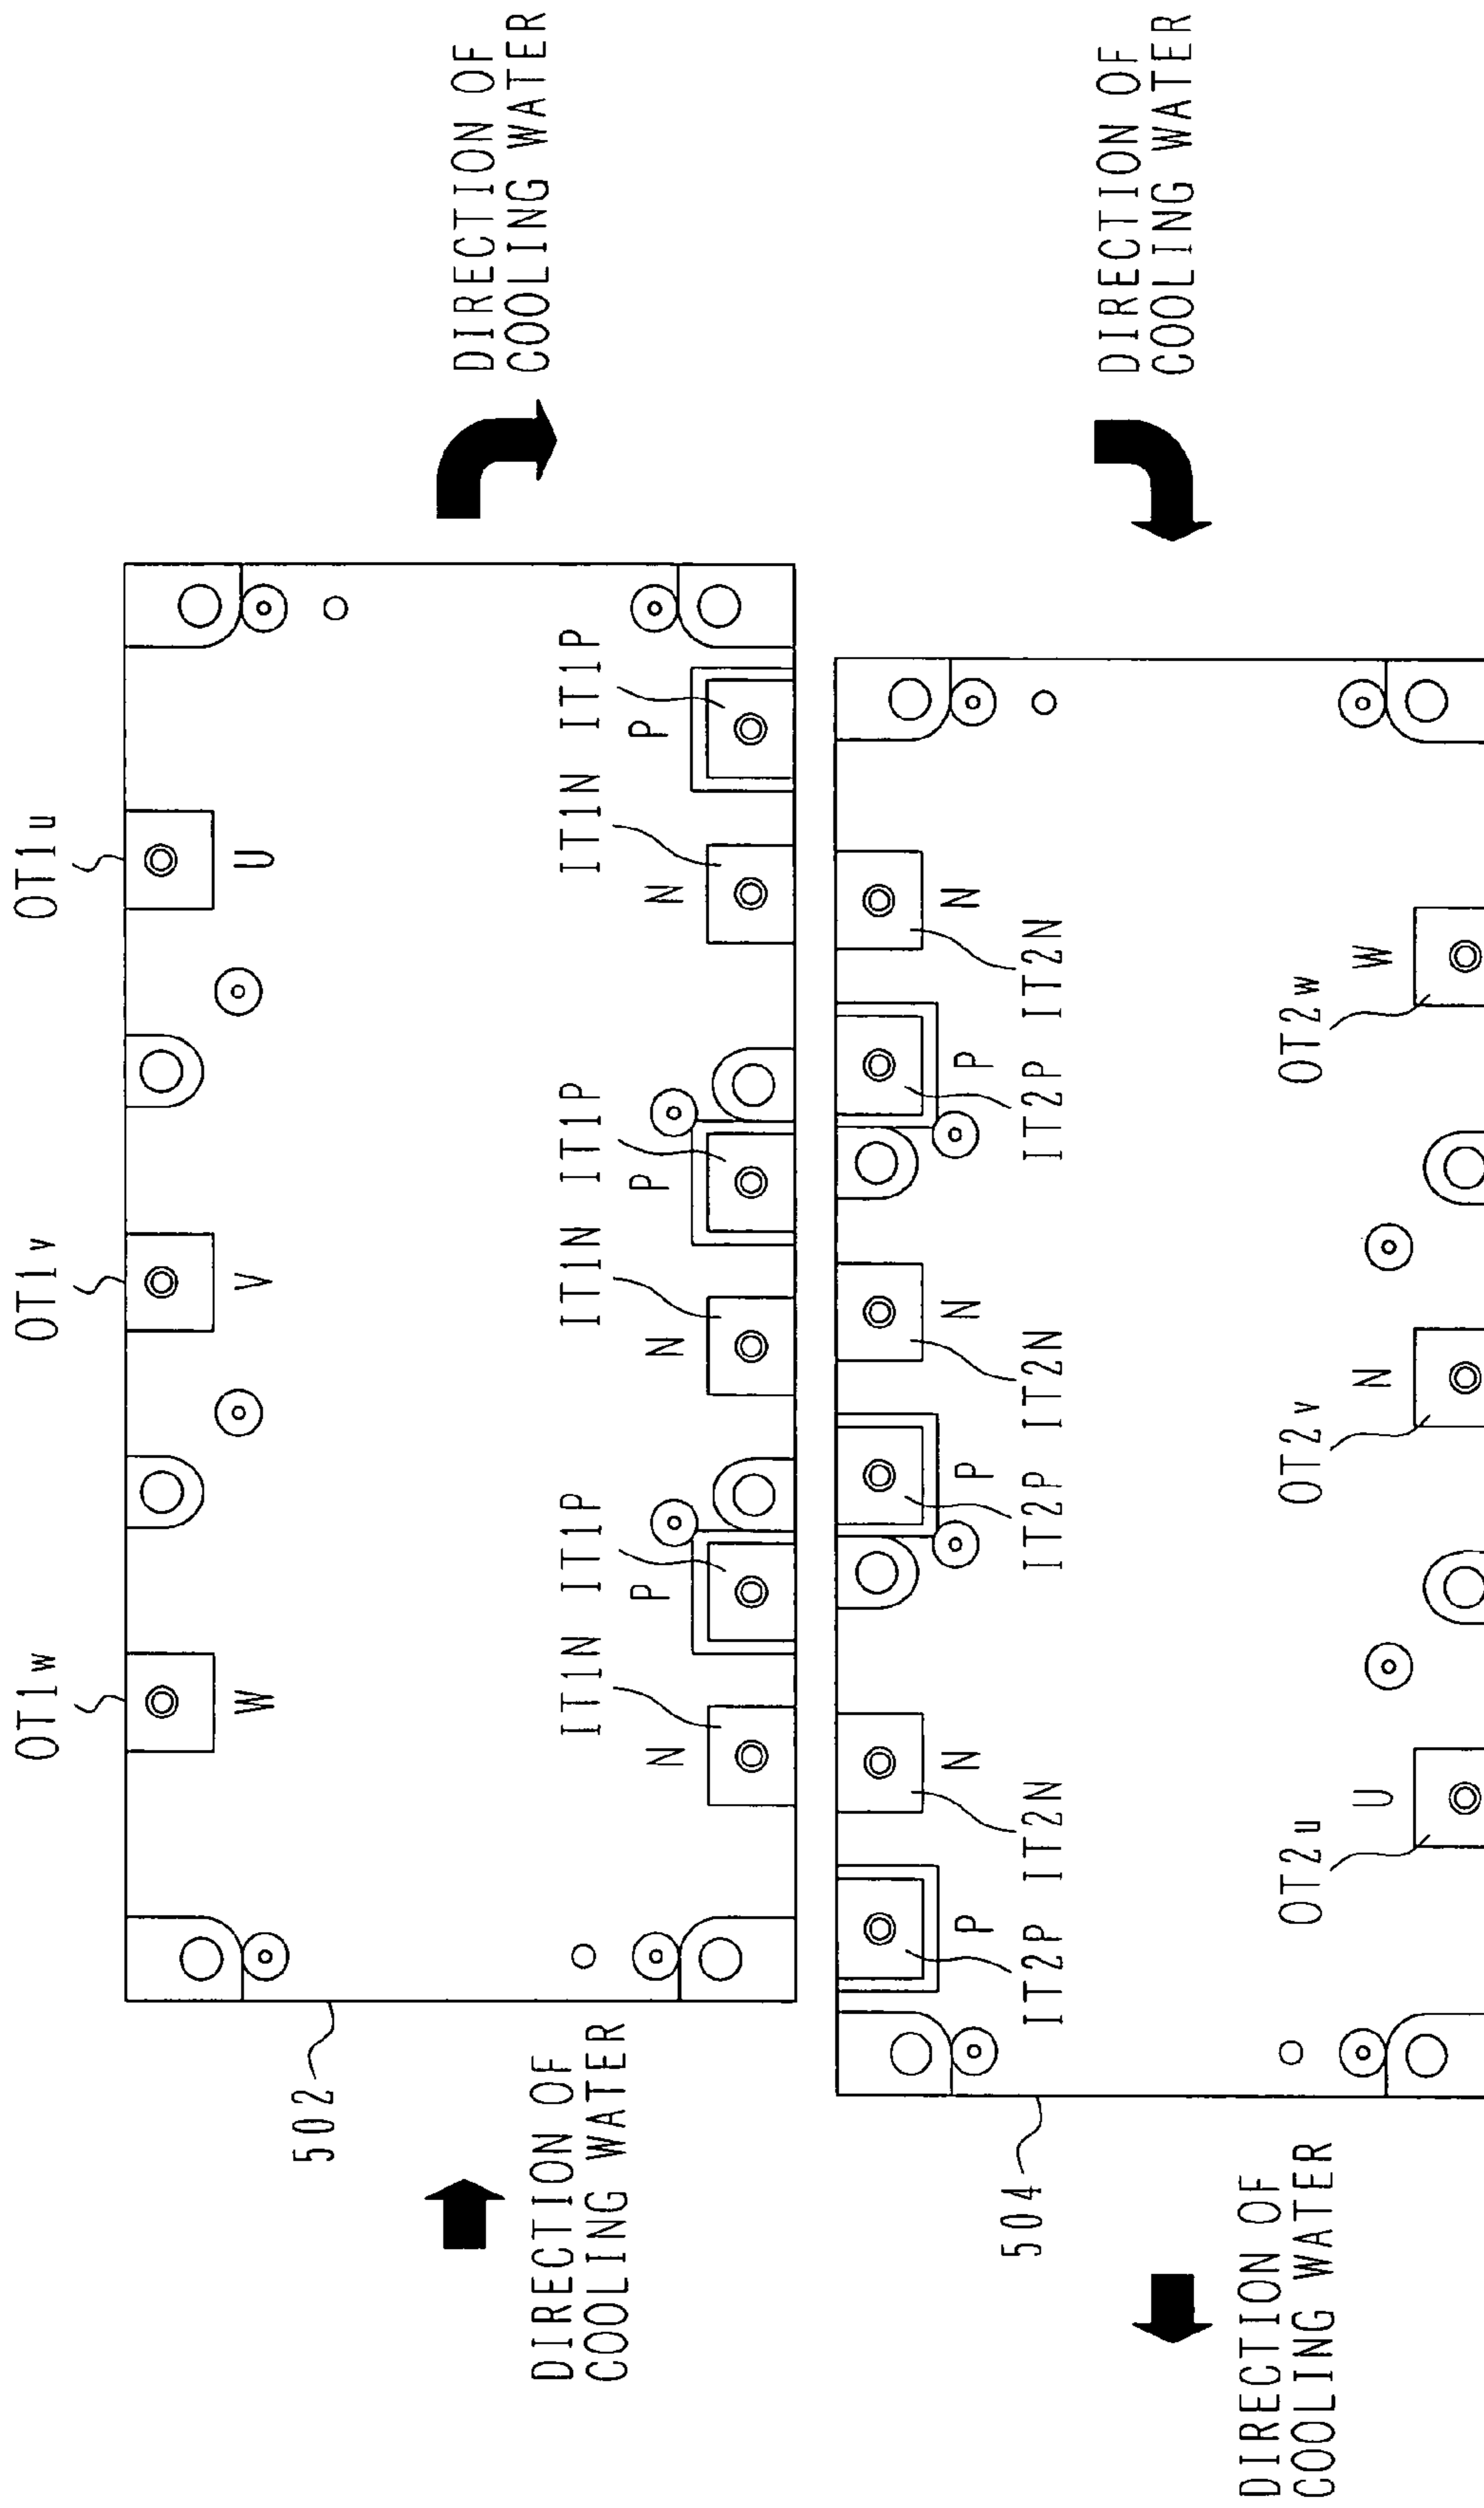 OT1w OT1v OT1u
W V U
502
DIRECTION OF
COOLING WATER
DIRECTION OF
COOLING WATER
IT1N IT1P IT1N IT1P IT1N IT1P
N P N P N P
P N P N P N
504
IT2P IT2N IT2P IT2N IT2P IT2N
DIRECTION OF
COOLING WATER
DIRECTION OF
COOLING WATER
OT2u OT2v OT2w
U N W